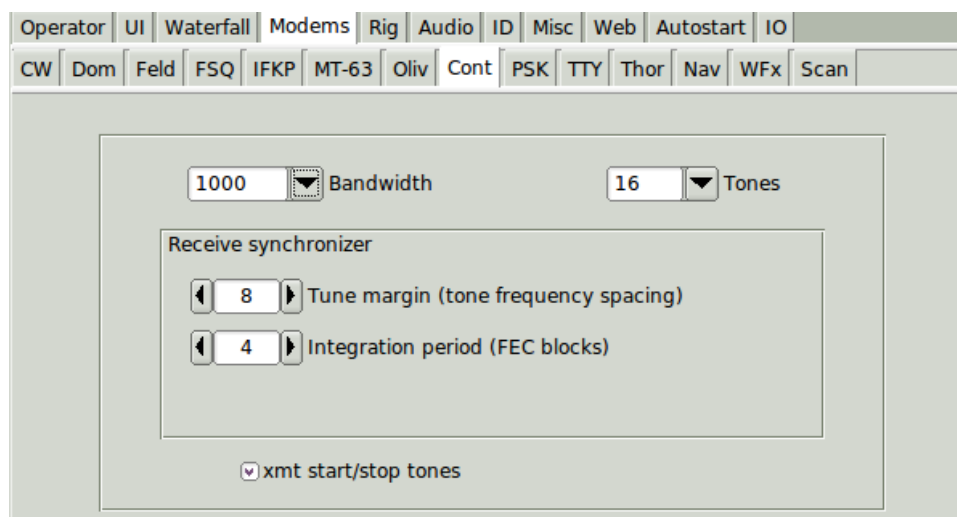 Operator UI Waterfall Modems Rig Audio ID Misc Web Autostart IO
CW Dom Feld FSQ IFKP MT-63 Oliv Cont PSK TTY Thor Nav WFx Scan
1000 Bandwidth 16 Tones
Receive synchronizer
8 Tune margin (tone frequency spacing)
4 Integration period (FEC blocks)
xmt start/stop tones